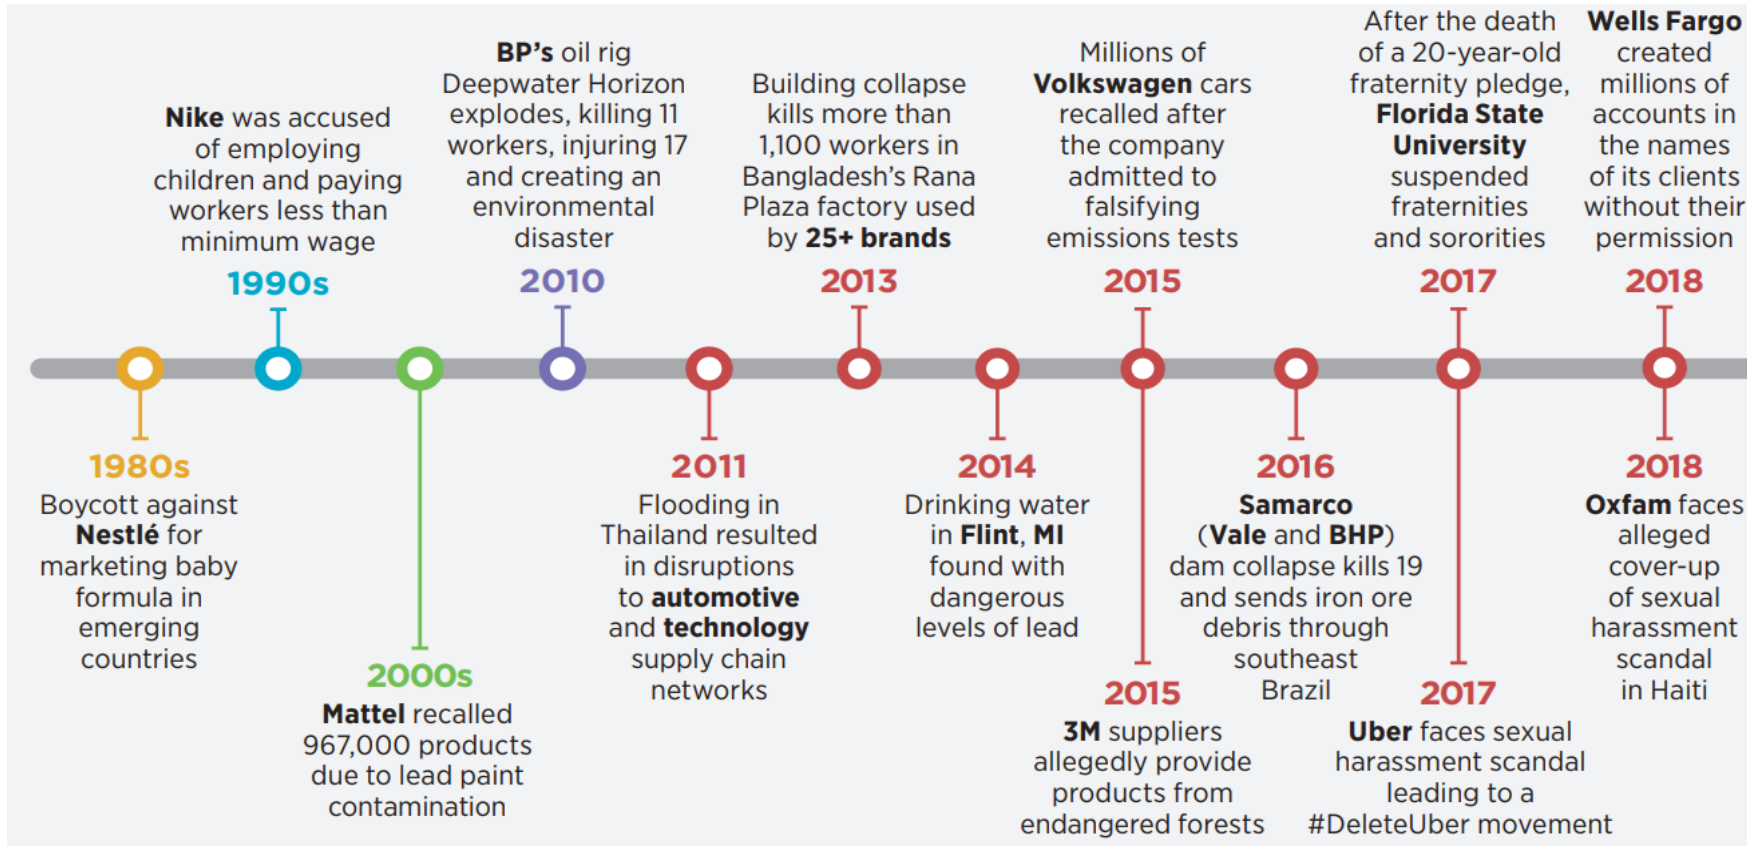 Nike was accused
of employing
children and paying
workers less than
minimum wage
1990s
BP’s oil rig
Deepwater Horizon
explodes, killing 11
workers, injuring 17
and creating an
environmental
disaster
2010
Building collapse
kills more than
1,100 workers in
Bangladesh’s Rana
Plaza factory used
by 25+ brands
2013
Millions of
Volkswagen cars
recalled after
the company
admitted to
falsifying
emissions tests
2015
After the death
of a 20-year-old
fraternity pledge,
Florida State
University
suspended
fraternities
and sororities
2017
Wells Fargo
created
millions of
accounts in
the names
of its clients
without their
permission
2018
1980s
Boycott against
Nestlé for
marketing baby
formula in
emerging
countries
2000s
Mattel recalled
967,000 products
due to lead paint
contamination
2011
Flooding in
Thailand resulted
in disruptions
to automotive
and technology
supply chain
networks
2014
Drinking water
in Flint, MI
found with
dangerous
levels of lead
2015
3M suppliers
allegedly provide
products from
endangered forests
2016
Samarco
(Vale and BHP)
dam collapse kills 19
and sends iron ore
debris through
southeast
Brazil
2017
Uber faces sexual
harassment scandal
leading to a
#DeleteUber movement
2018
Oxfam faces
alleged
cover-up
of sexual
harassment
scandal
in Haiti